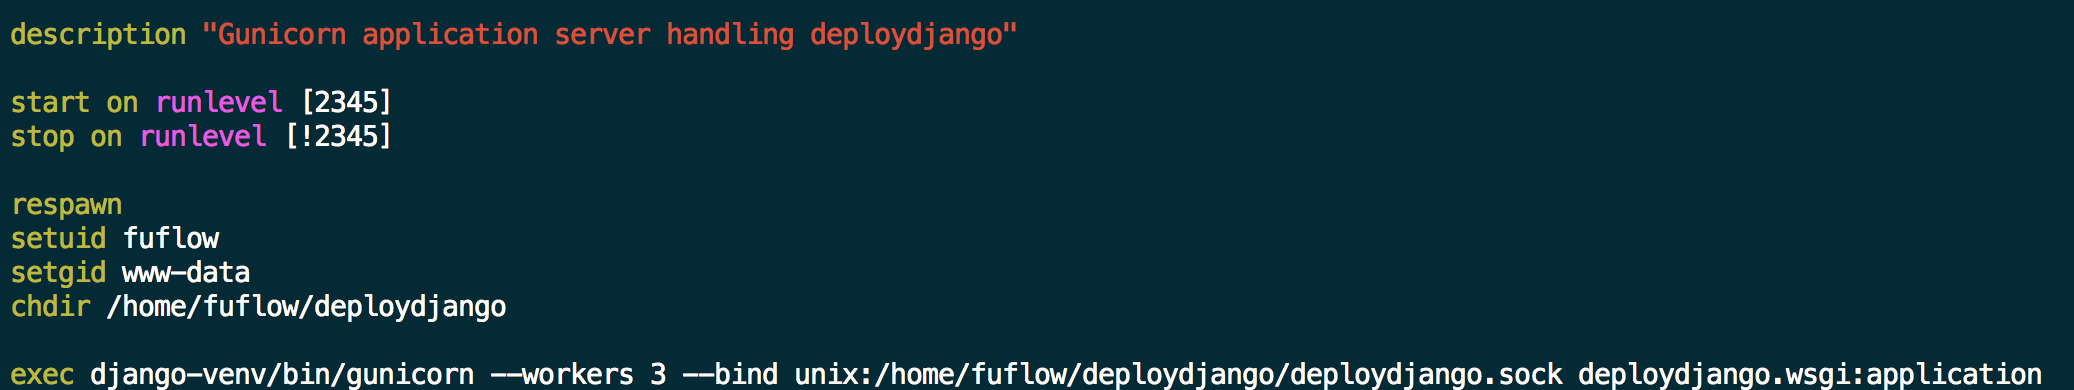 description "Gunicorn application server handling deploydjango"
start on runlevel [2345]
stop on runlevel [!2345]
respawn
setuid fuflow
setgid www-data
chdir /home/fuflow/deploydjango
exec django-venv/bin/gunicorn --workers 3 --bind unix:/home/fuflow/deploydjango/deploydjango.sock deploydjango.wsgi:application